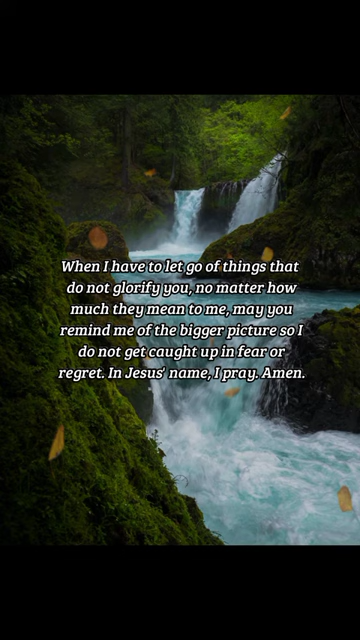 When I have to let go of things that
do not glorify you, no matter how
much they mean to me, may you
remind me of the bigger picture so I
do not get caught up in fear or
regret. In Jesus' name, I pray. Amen.